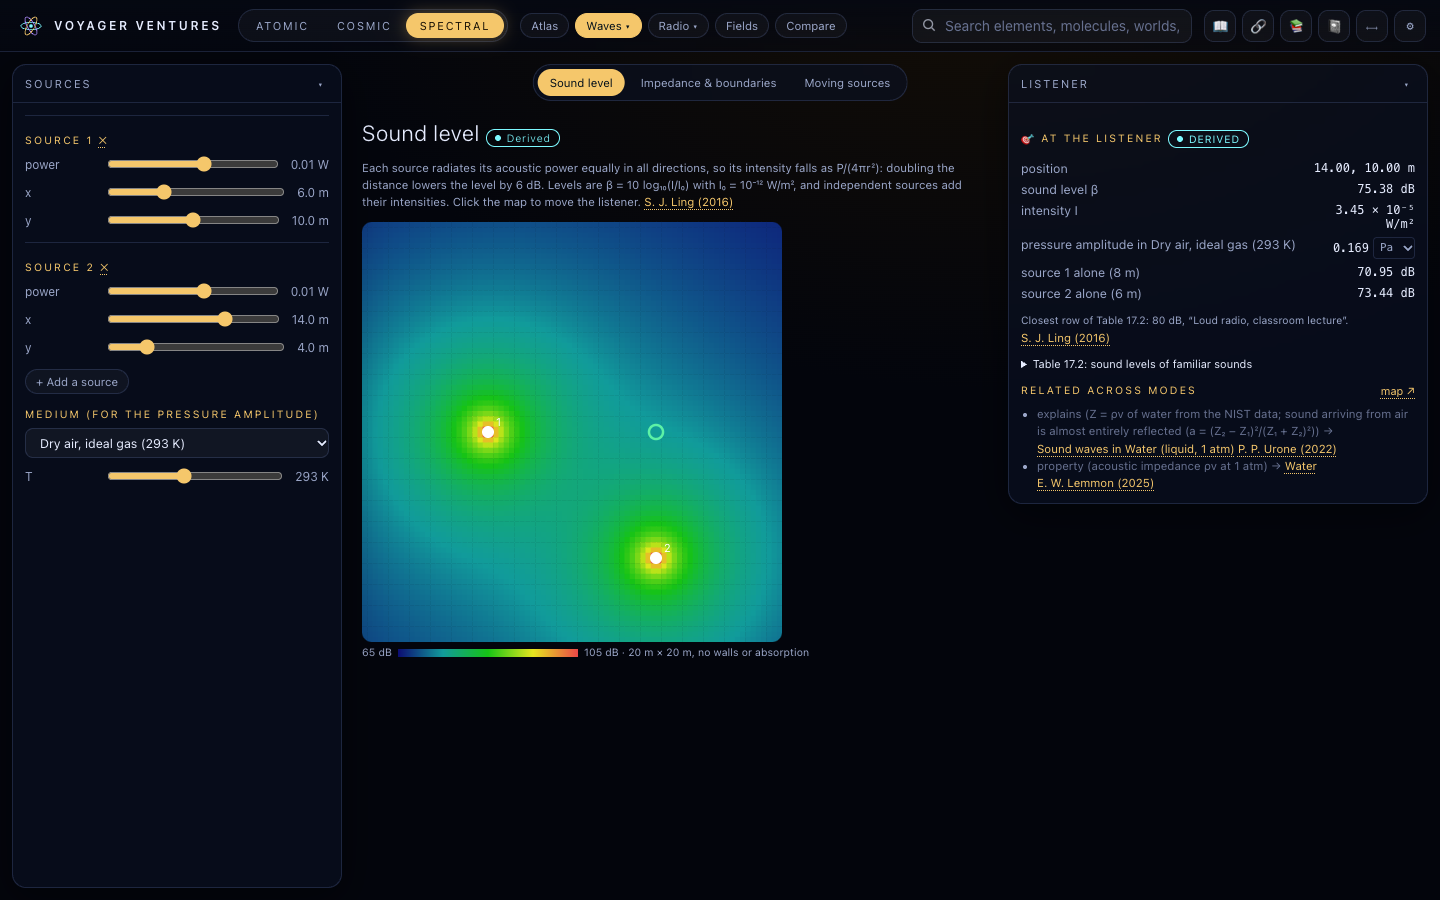 VOYAGER VENTURES
ATOMIC
COSMIC
SPECTRAL
Atlas
Waves
Radio
Fields
Compare
Search elements, molecules, worlds,
SOURCES
SOURCE 1 ×
power 0.01 W
x 6.0 m
y 10.0 m
SOURCE 2 ×
power 0.01 W
x 14.0 m
y 4.0 m
+ Add a source
MEDIUM (FOR THE PRESSURE AMPLITUDE)
Dry air, ideal gas (293 K)
T 293 K
Sound level
Impedance & boundaries
Moving sources
Sound level Derived
Each source radiates its acoustic power equally in all directions, so its intensity falls as P/(4πr²): doubling the
distance lowers the level by 6 dB. Levels are β = 10 log₁₀(I/I₀) with I₀ = 10⁻¹² W/m², and independent sources add
their intensities. Click the map to move the listener. S. J. Ling (2016)
1
2
65 dB 105 dB · 20 m × 20 m, no walls or absorption
LISTENER
AT THE LISTENER DERIVED
position 14.00, 10.00 m
sound level β 75.38 dB
intensity I 3.45 × 10⁻⁵
W/m²
pressure amplitude in Dry air, ideal gas (293 K) 0.169 Pa
source 1 alone (8 m) 70.95 dB
source 2 alone (6 m) 73.44 dB
Closest row of Table 17.2: 80 dB, “Loud radio, classroom lecture”.
S. J. Ling (2016)
Table 17.2: sound levels of familiar sounds
RELATED ACROSS MODES map ↗
explains (Z = ρv of water from the NIST data; sound arriving from air
is almost entirely reflected (a = (Z₂ − Z₁)²/(Z₁ + Z₂)²)) →
Sound waves in Water (liquid, 1 atm) P. P. Urone (2022)
property (acoustic impedance ρv at 1 atm) → Water
E. W. Lemmon (2025)